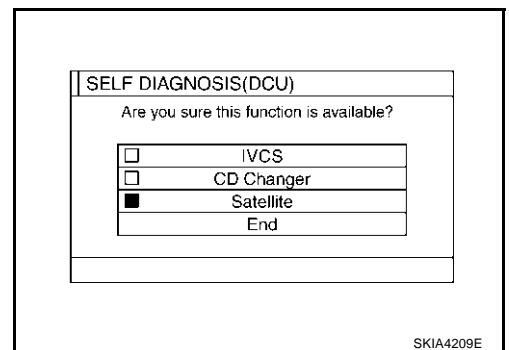 SELF DIAGNOSIS(DCU)
Are you sure this function is available?
IVCS
CD Changer
Satellite
End
SKIA4209E